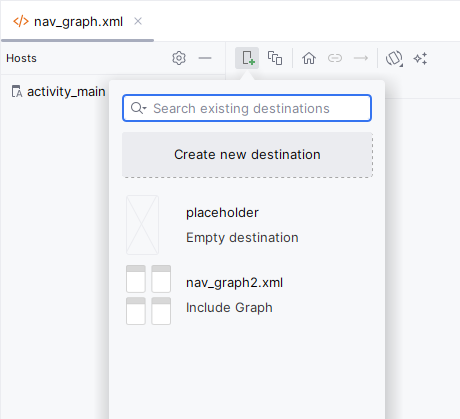 nav_graph.xml
Hosts
activity_main
Search existing destinations
Create new destination
placeholder
Empty destination
nav_graph2.xml
Include Graph